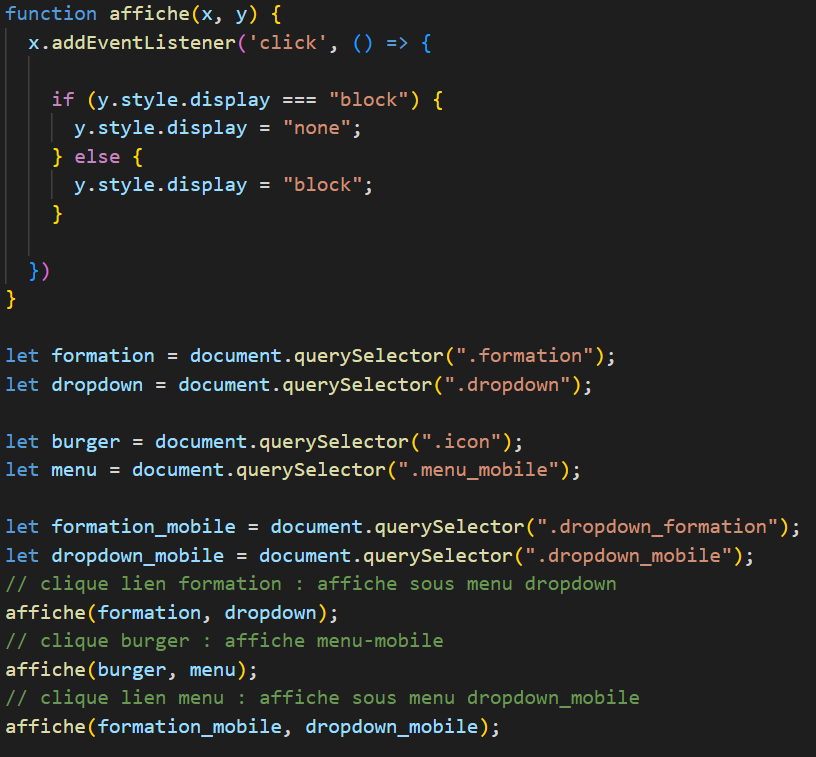 function affiche(x, y) {
x.addEventListener('click', () => {
if (y.style.display === "block") {
y.style.display = "none";
} else {
y.style.display = "block";
}
})
}
let formation = document.querySelector(".formation");
let dropdown = document.querySelector(".dropdown");
let burger = document.querySelector(".icon");
let menu = document.querySelector(".menu_mobile");
let formation_mobile = document.querySelector(".dropdown_formation");
let dropdown_mobile = document.querySelector(".dropdown_mobile");
// clique lien formation : affiche sous menu dropdown
affiche(formation, dropdown);
// clique burger : affiche menu-mobile
affiche(burger, menu);
// clique lien menu : affiche sous menu dropdown_mobile
affiche(formation_mobile, dropdown_mobile);